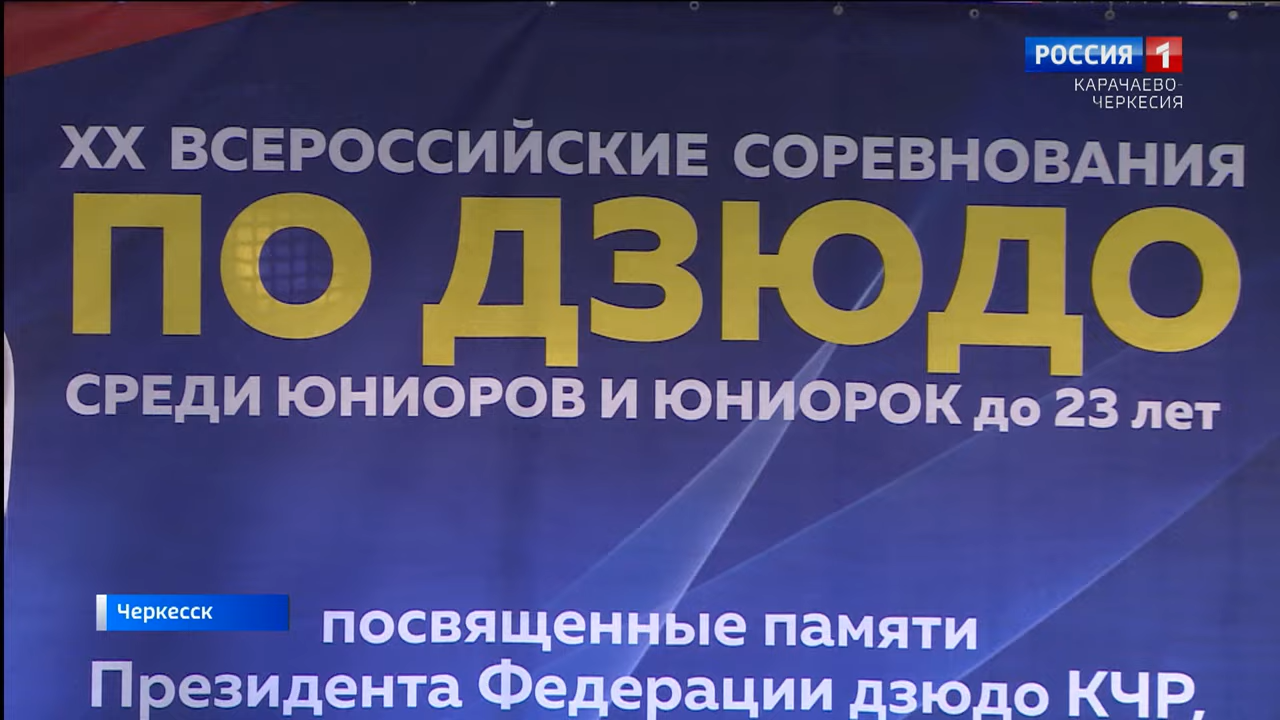 РОССИЯ 1
КАРАЧАЕВО-
ЧЕРКЕСИЯ
XX ВСЕРОССИЙСКИЕ СОРЕВНОВАНИЯ
ПО ДЗЮДО
СРЕДИ ЮНИОРОВ И ЮНИОРОК до 23 лет
Черкесск
посвященные памяти
Президента Федерации дзюдо КЧР,